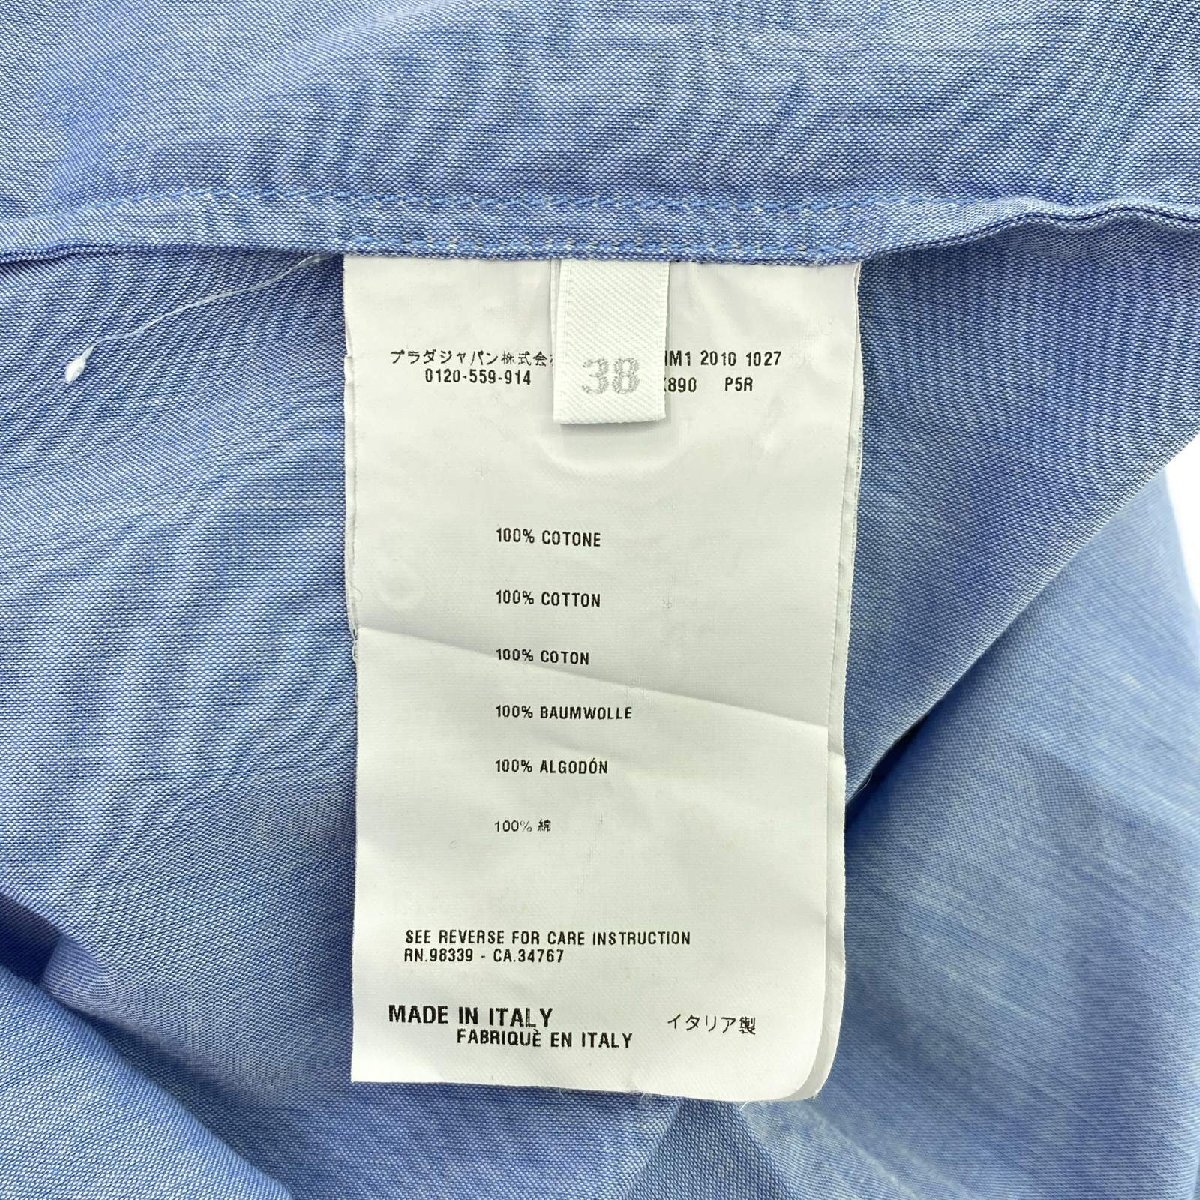 プラダジャパン株式会
0120-559-914
38
M1 2010 1027
890 P5R
100% COTONE
100% COTTON
100% COTON
100% BAUMWOLLE
100% ALGODÓN
100% 綿
SEE REVERSE FOR CARE INSTRUCTION
RN.98339 - CA.34767
MADE IN ITALY
FABRIQUÈ EN ITALY
イタリア製